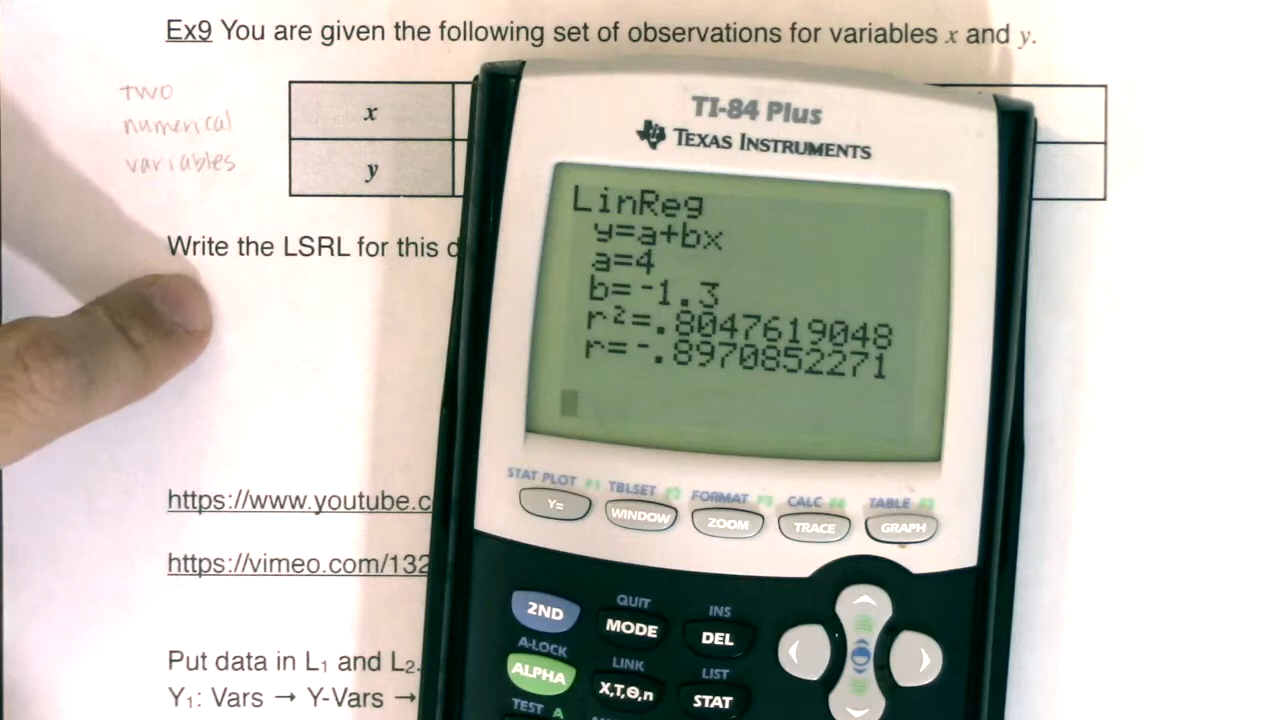 Ex9 You are given the following set of observations for variables x and y.
two
numerical
variables
x
y
Write the LSRL for this
https://www.youtube.c
https://vimeo.com/132
Put data in L₁ and L₂.
Y₁: Vars → Y-Vars →
TI-84 Plus
TEXAS INSTRUMENTS
LinReg
y=a+bx
a=4
b=-1.3
r²=.8047619048
r=-.8970852271
STAT PLOT F1 TBLSET F2 FORMAT F3 CALC F4 TABLE F5
Y= WINDOW ZOOM TRACE GRAPH
QUIT INS
2ND MODE DEL
A-LOCK LINK LIST
ALPHA X,T,Θ,n STAT
TEST A